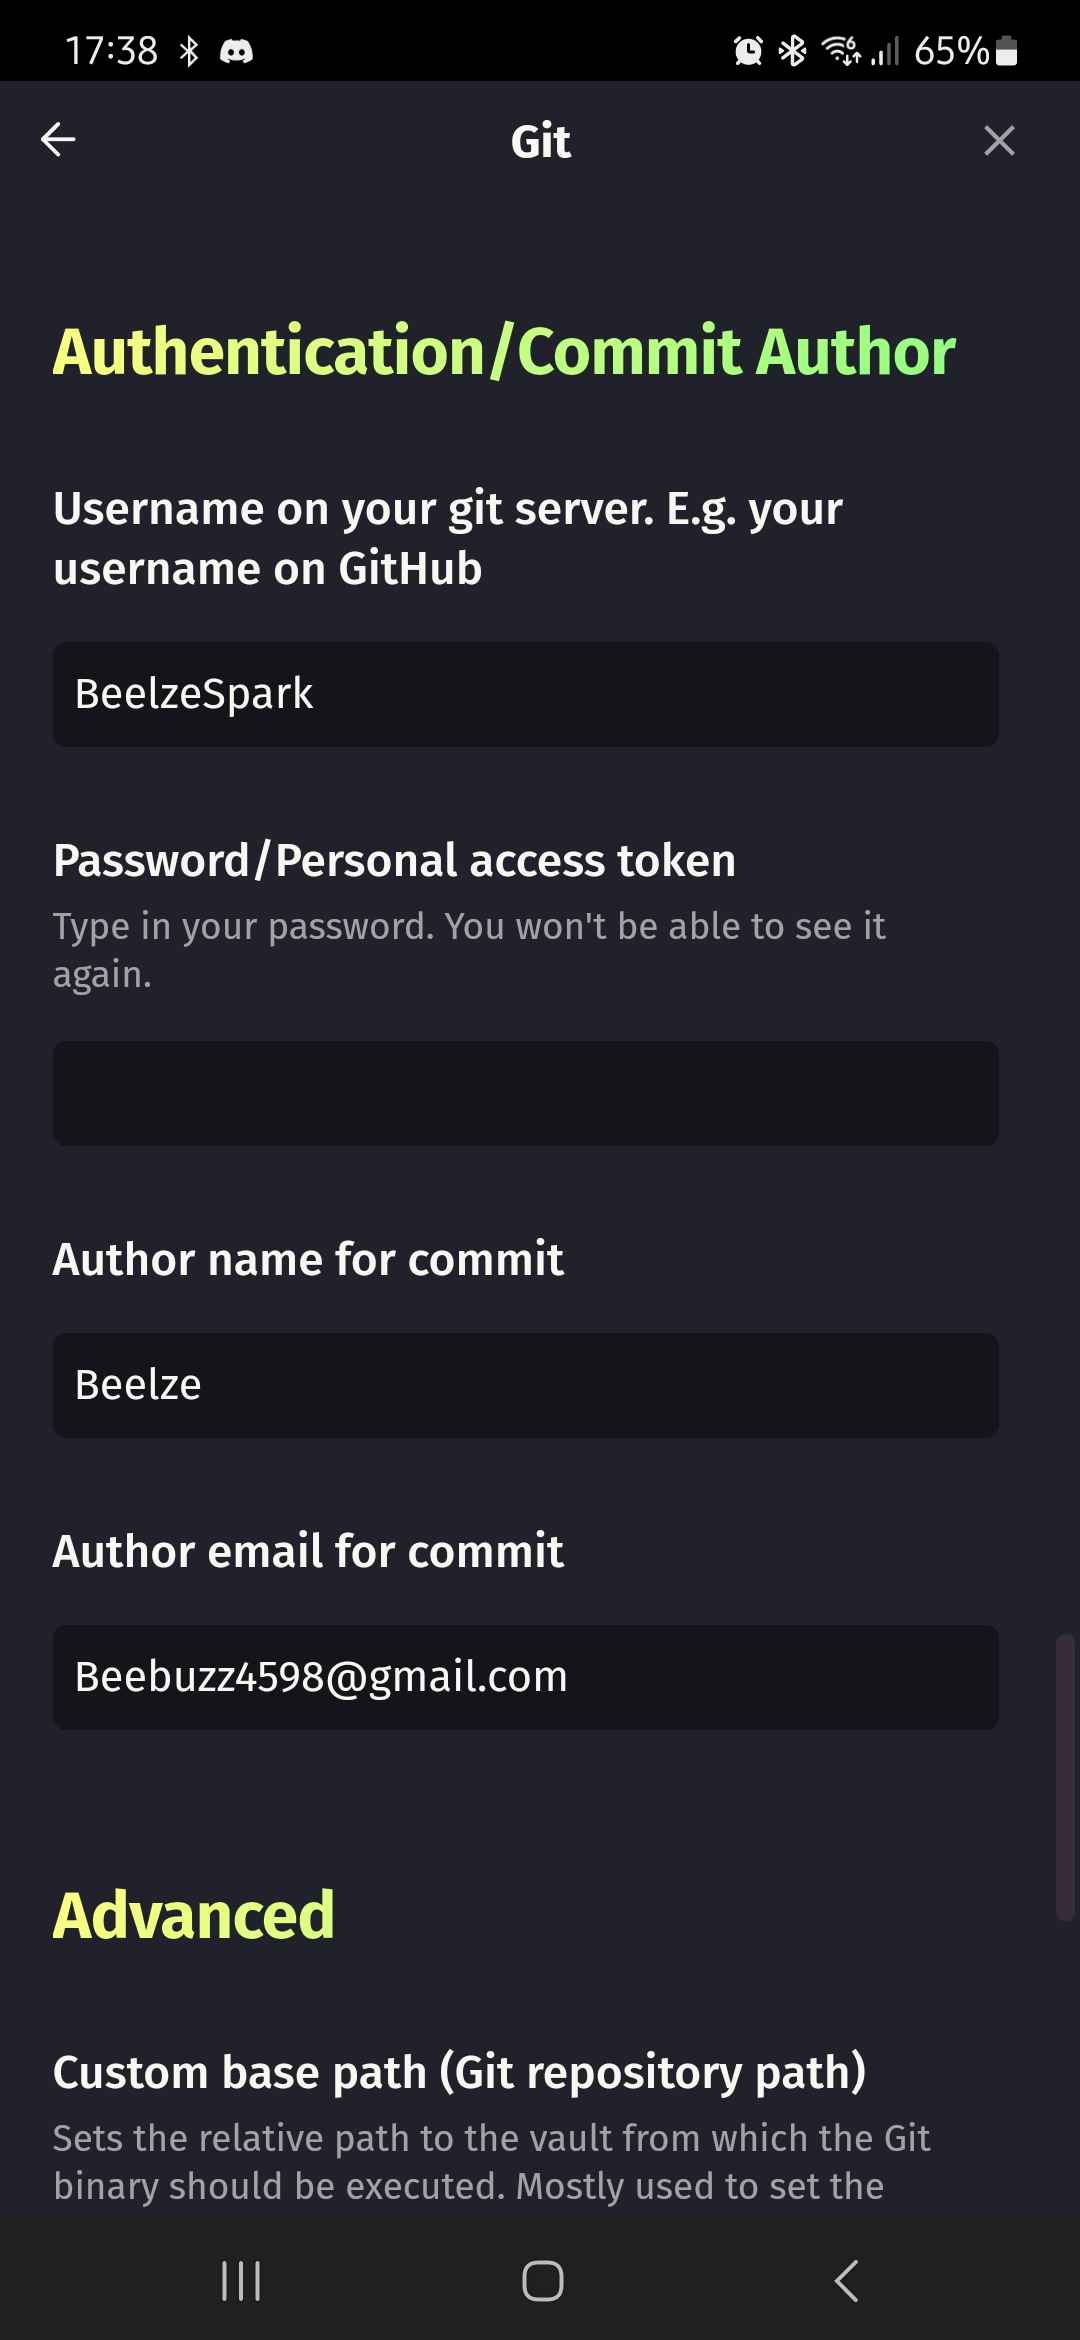 17:38 65%
Git
Authentication/Commit Author
Username on your git server. E.g. your
username on GitHub
BeelzeSpark
Password/Personal access token
Type in your password. You won't be able to see it
again.
Author name for commit
Beelze
Author email for commit
Beebuzz4598@gmail.com
Advanced
Custom base path (Git repository path)
Sets the relative path to the vault from which the Git
binary should be executed. Mostly used to set the